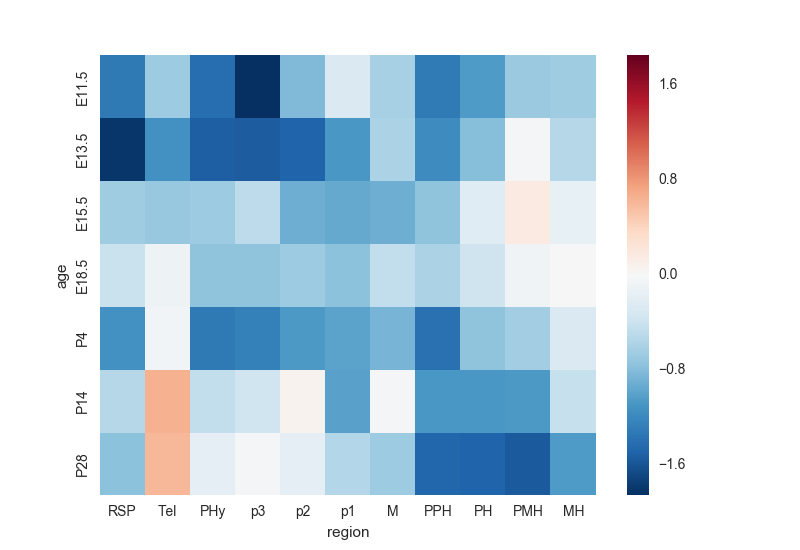 age
E11.5
E13.5
E15.5
E18.5
P4
P14
P28
RSP Tel PHy p3 p2 p1 M PPH PH PMH MH
region
1.6
0.8
0.0
−0.8
−1.6